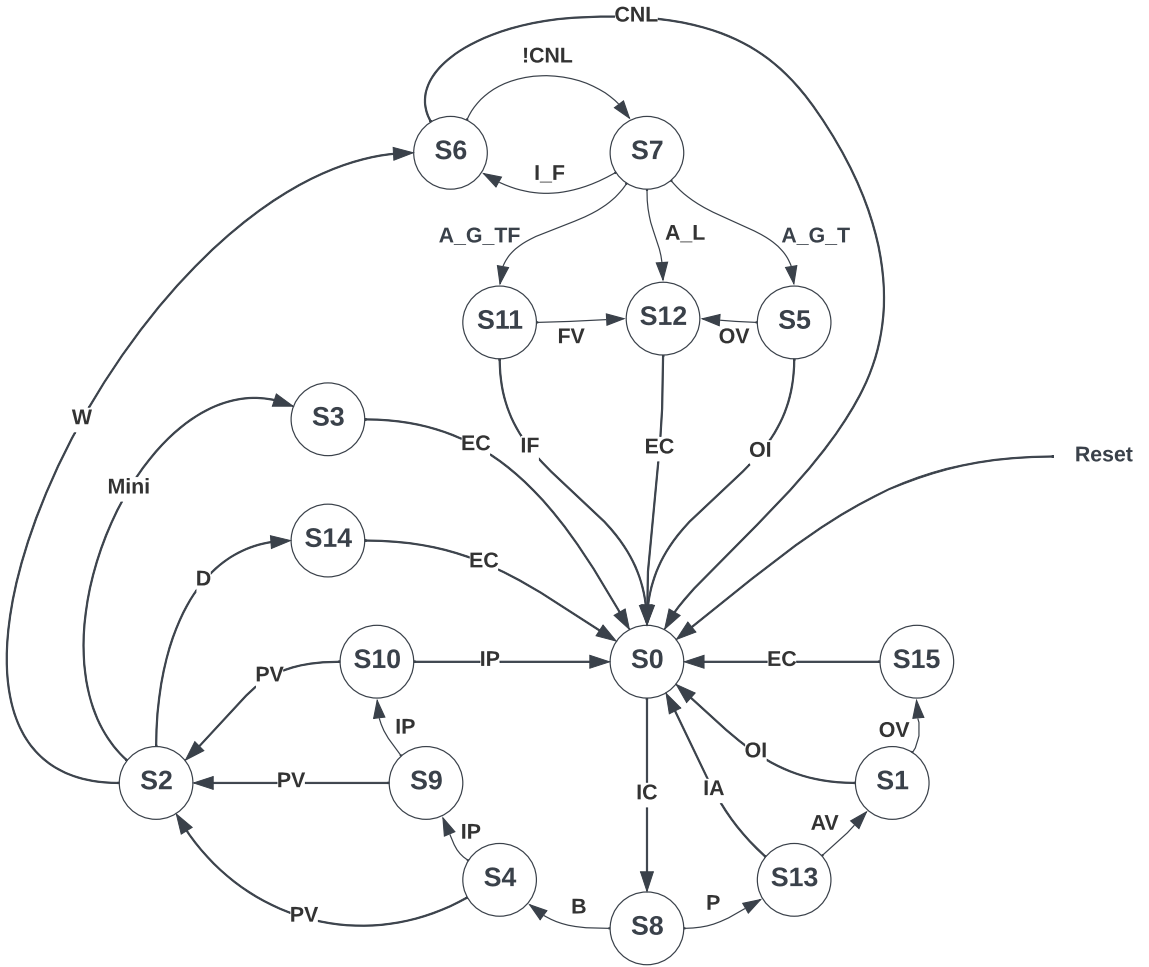 CNL
!CNL
S6
S7
I_F
A_G_TF
A_L
A_G_T
S11
S12
S5
FV
OV
W
S3
EC
IF
EC
OI
Reset
Mini
S14
EC
D
S10
IP
S0
EC
S15
PV
IP
OV
OI
S2
PV
S9
IC
IA
S1
IP
AV
S4
S13
B
P
PV
S8